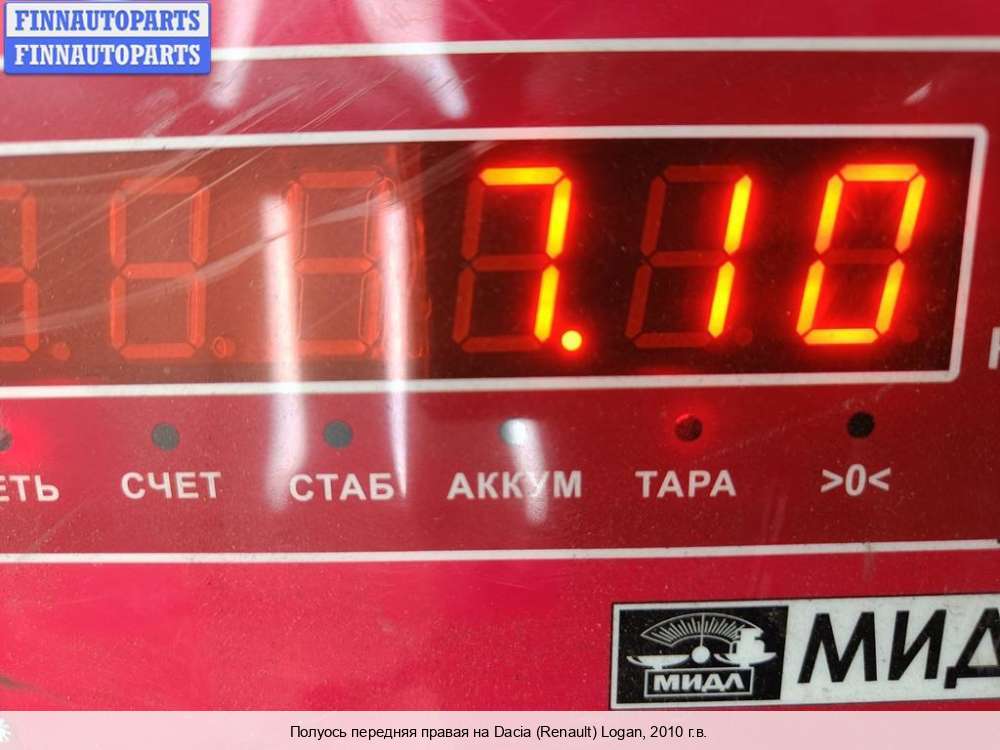 FINNAUTOPARTS
FINNAUTOPARTS
7.10
ЕТЬ СЧЕТ СТАБ АККУМ ТАРА >0<
МИДЛ
МИД
Полуось передняя правая на Dacia (Renault) Logan, 2010 г.в.